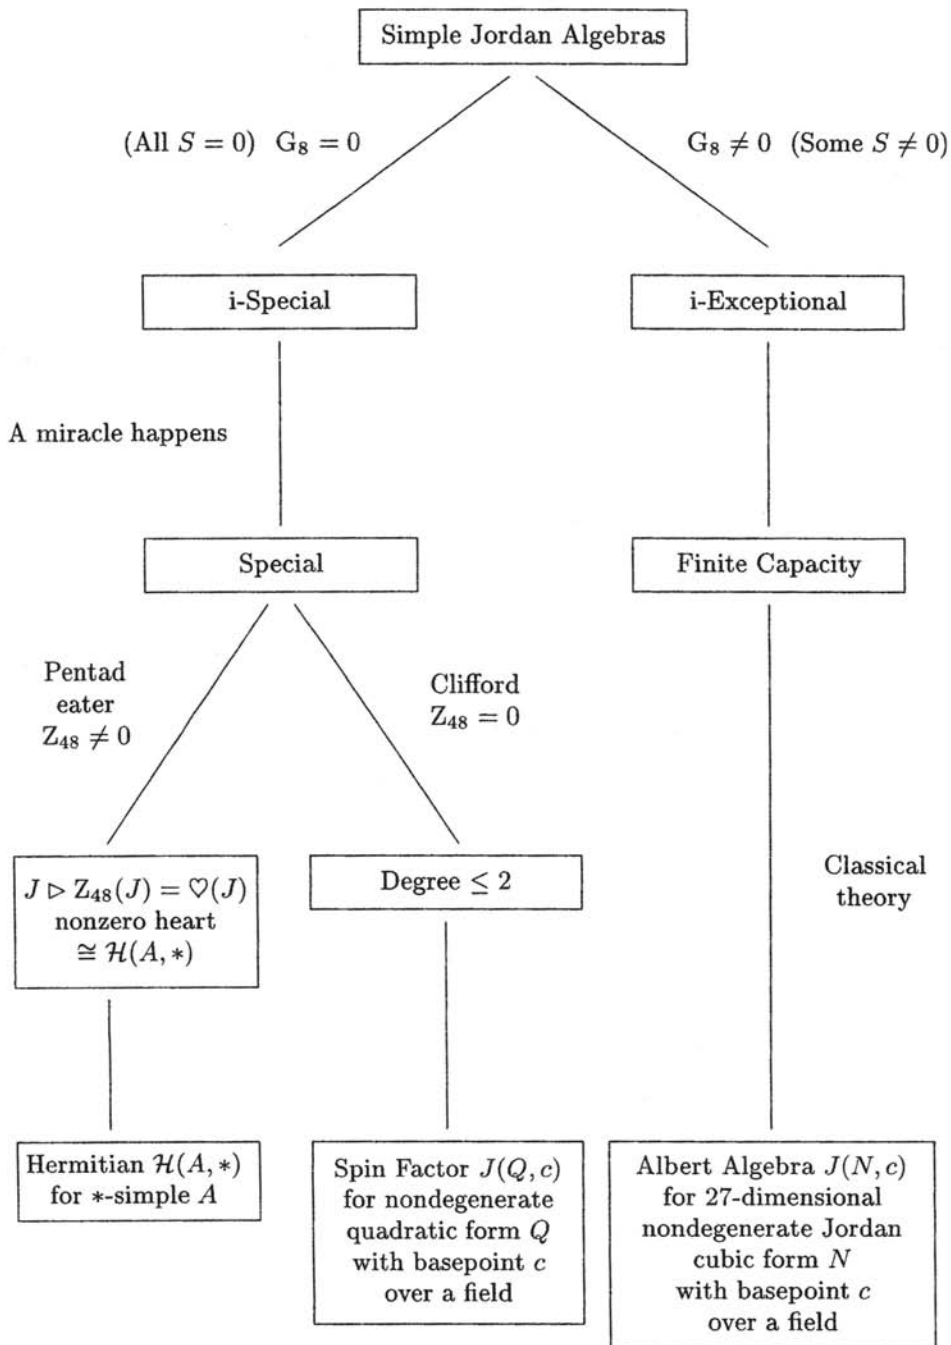 Simple Jordan Algebras
(All S = 0) G₈ = 0
G₈ ≠ 0 (Some S ≠ 0)
i-Special
i-Exceptional
A miracle happens
Special
Finite Capacity
Pentad
eater
Z₄₈ ≠ 0
Clifford
Z₄₈ = 0
J ▷ Z₄₈(J) = ♡(J)
nonzero heart
≅ ℋ(A, ∗)
Degree ≤ 2
Classical
theory
Hermitian ℋ(A, ∗)
for ∗-simple A
Spin Factor J(Q, c)
for nondegenerate
quadratic form Q
with basepoint c
over a field
Albert Algebra J(N, c)
for 27-dimensional
nondegenerate Jordan
cubic form N
with basepoint c
over a field